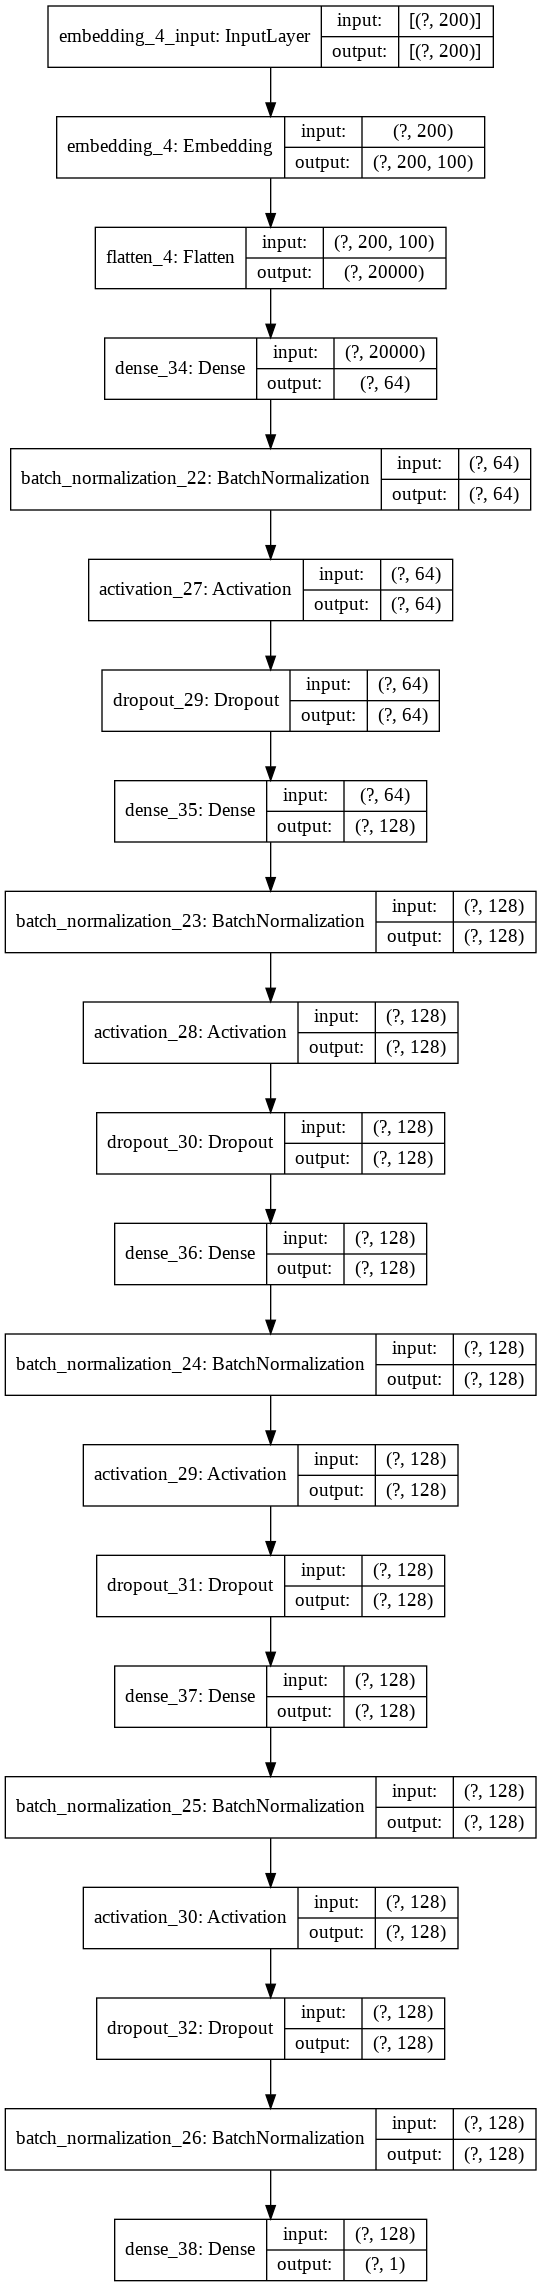 embedding_4_input: InputLayer
input: [(?, 200)]
output: [(?, 200)]
embedding_4: Embedding
input: (?, 200)
output: (?, 200, 100)
flatten_4: Flatten
input: (?, 200, 100)
output: (?, 20000)
dense_34: Dense
input: (?, 20000)
output: (?, 64)
batch_normalization_22: BatchNormalization
input: (?, 64)
output: (?, 64)
activation_27: Activation
input: (?, 64)
output: (?, 64)
dropout_29: Dropout
input: (?, 64)
output: (?, 64)
dense_35: Dense
input: (?, 64)
output: (?, 128)
batch_normalization_23: BatchNormalization
input: (?, 128)
output: (?, 128)
activation_28: Activation
input: (?, 128)
output: (?, 128)
dropout_30: Dropout
input: (?, 128)
output: (?, 128)
dense_36: Dense
input: (?, 128)
output: (?, 128)
batch_normalization_24: BatchNormalization
input: (?, 128)
output: (?, 128)
activation_29: Activation
input: (?, 128)
output: (?, 128)
dropout_31: Dropout
input: (?, 128)
output: (?, 128)
dense_37: Dense
input: (?, 128)
output: (?, 128)
batch_normalization_25: BatchNormalization
input: (?, 128)
output: (?, 128)
activation_30: Activation
input: (?, 128)
output: (?, 128)
dropout_32: Dropout
input: (?, 128)
output: (?, 128)
batch_normalization_26: BatchNormalization
input: (?, 128)
output: (?, 128)
dense_38: Dense
input: (?, 128)
output: (?, 1)